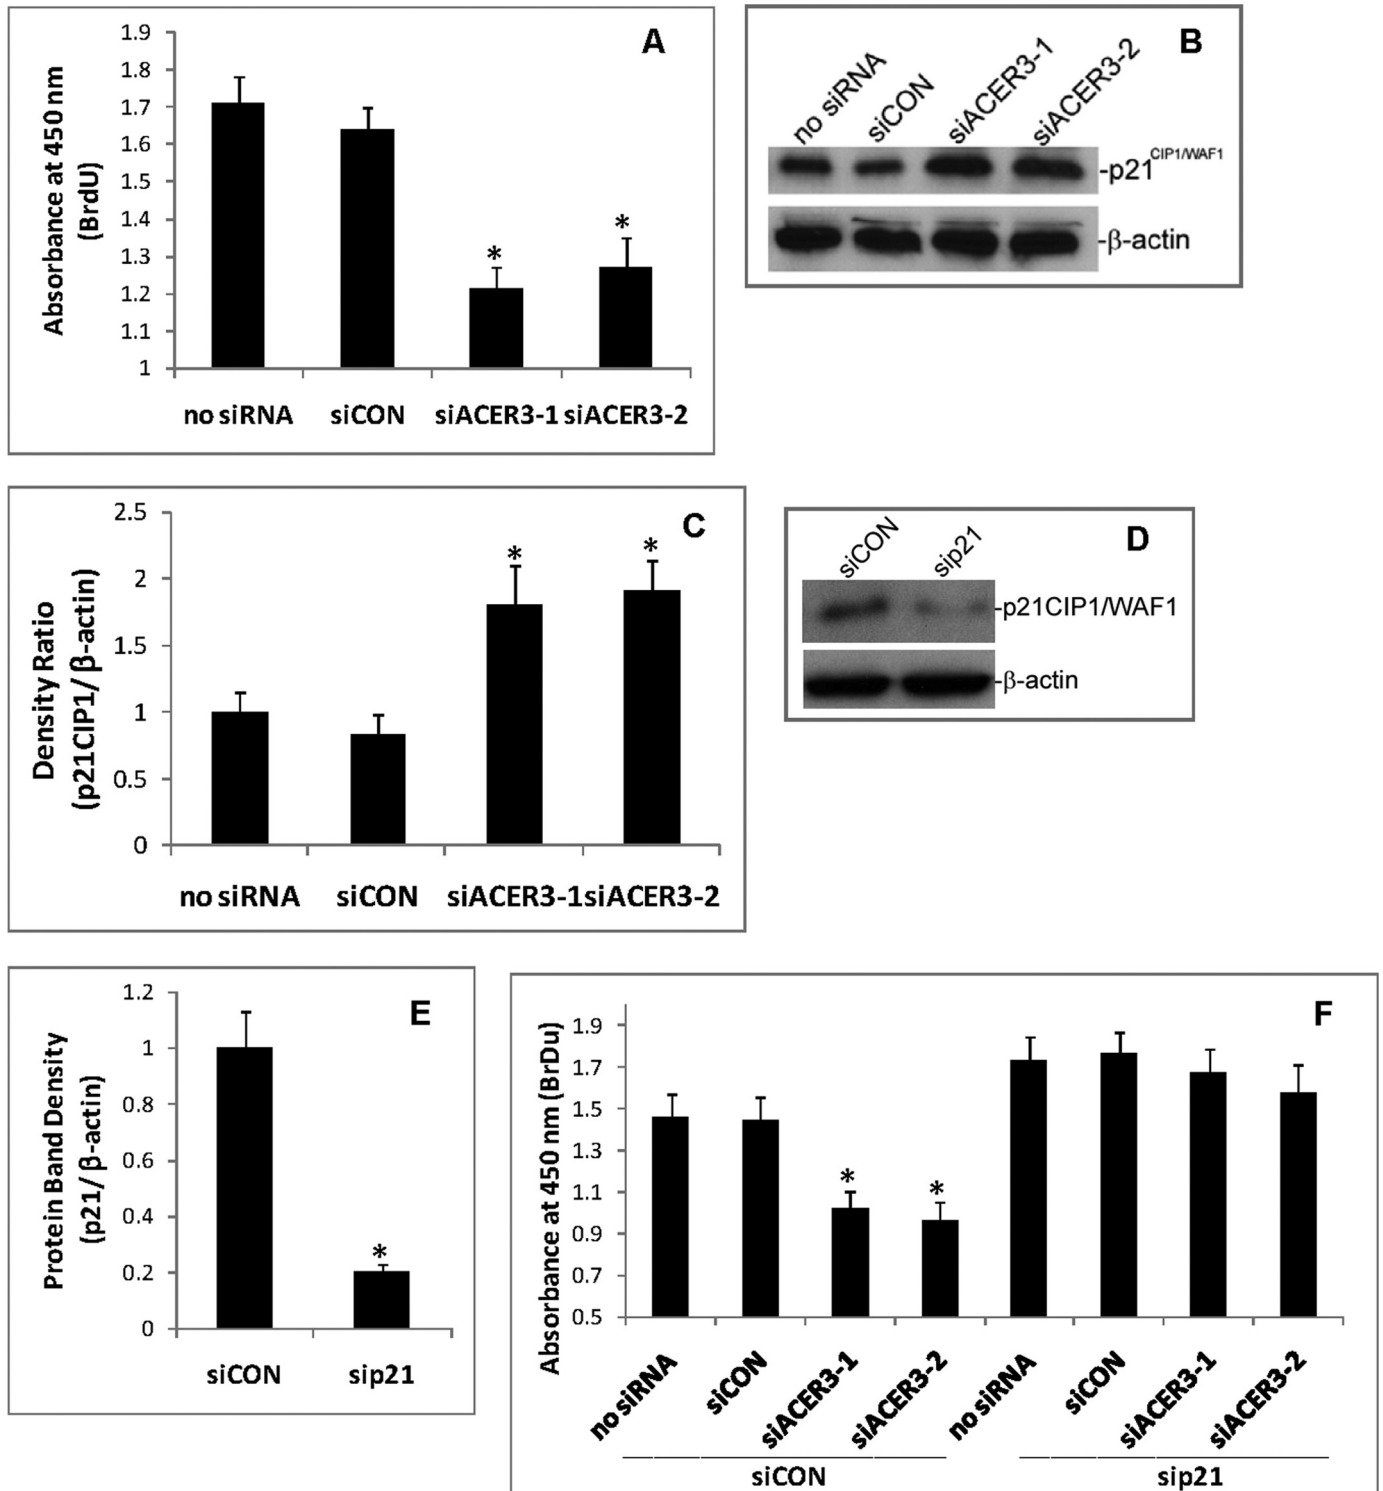 A
Absorbance at 450 nm
(BrdU)
1.9
1.8
1.7
1.6
1.5
1.4
1.3
1.2
1.1
1
*
*
no siRNA siCON siACER3-1 siACER3-2
B
no siRNA
siCON
siACER3-1
siACER3-2
-p21CIP1/WAF1
-β-actin
C
Density Ratio
(p21CIP1/ β-actin)
2.5
2
1.5
1
0.5
0
*
*
no siRNA siCON siACER3-1 siACER3-2
D
siCON
sip21
-p21CIP1/WAF1
-β-actin
E
Protein Band Density
(p21/ β-actin)
1.2
1
0.8
0.6
0.4
0.2
0
*
siCON sip21
F
Absorbance at 450 nm (BrDu)
1.9
1.7
1.5
1.3
1.1
0.9
0.7
0.5
*
*
no siRNA
siCON
siACER3-1
siACER3-2
no siRNA
siCON
siACER3-1
siACER3-2
siCON
sip21